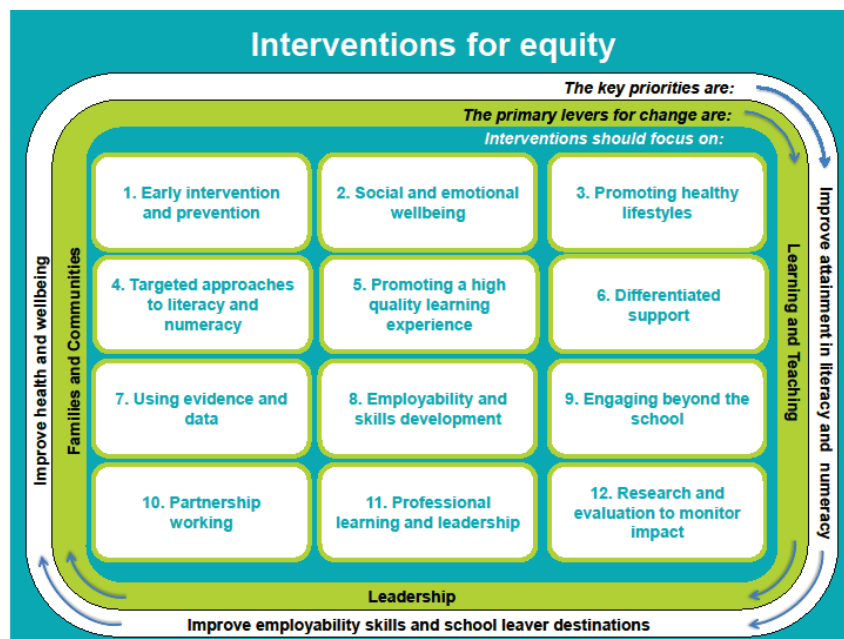 Interventions for equity
The key priorities are:
The primary levers for change are:
Interventions should focus on:
1. Early intervention
and prevention
2. Social and emotional
wellbeing
3. Promoting healthy
lifestyles
4. Targeted approaches
to literacy and
numeracy
5. Promoting a high
quality learning
experience
6. Differentiated
support
7. Using evidence and
data
8. Employability and
skills development
9. Engaging beyond the
school
10. Partnership
working
11. Professional
learning and leadership
12. Research and
evaluation to monitor
impact
Improve health and wellbeing
Families and Communities
Learning and Teaching
Improve attainment in literacy and numeracy
Leadership
Improve employability skills and school leaver destinations